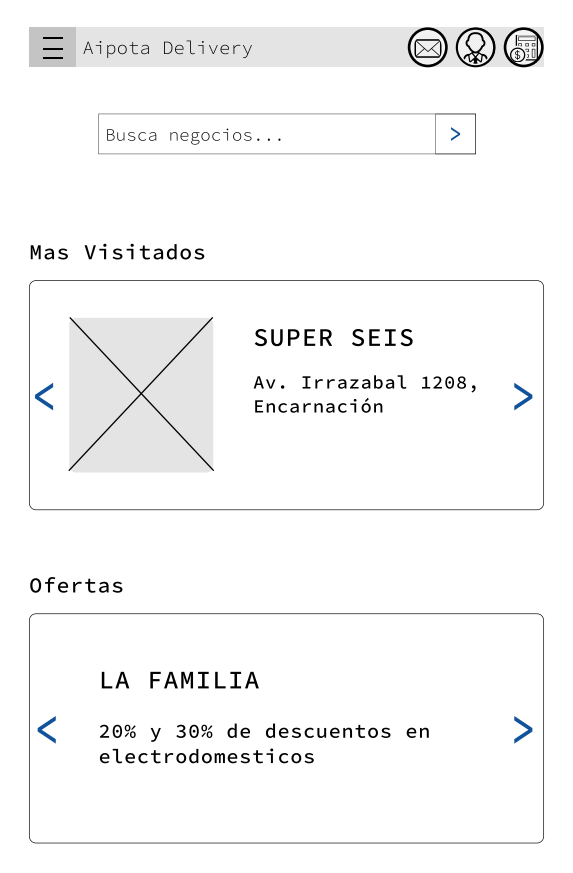 Aipota Delivery
Busca negocios...
>
Mas Visitados
SUPER SEIS
Av. Irrazabal 1208,
Encarnación
<
>
Ofertas
LA FAMILIA
20% y 30% de descuentos en
electrodomesticos
<
>